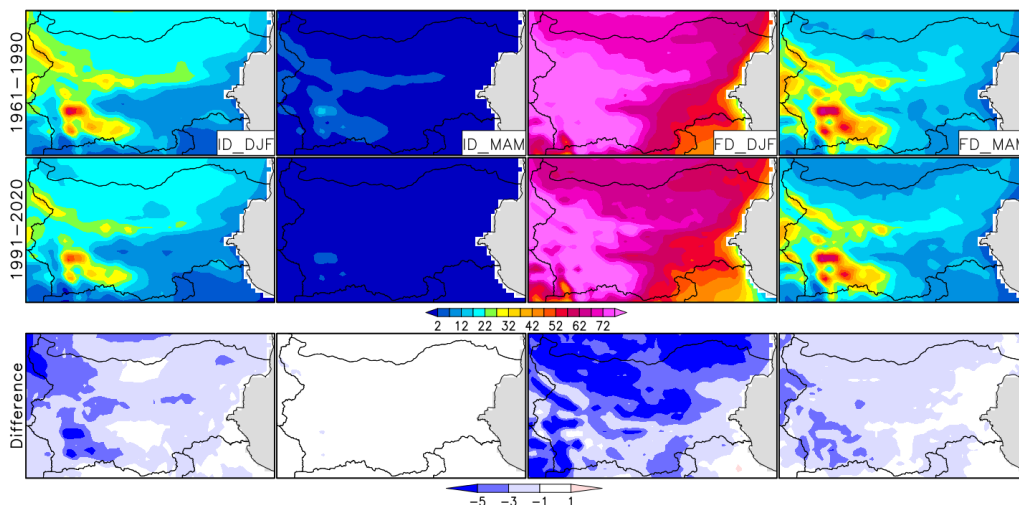 1961−1990
ID_DJF
ID_MAM
FD_DJF
FD_MAM
1991−2020
2 12 22 32 42 52 62 72
Difference
−5 −3 −1 1